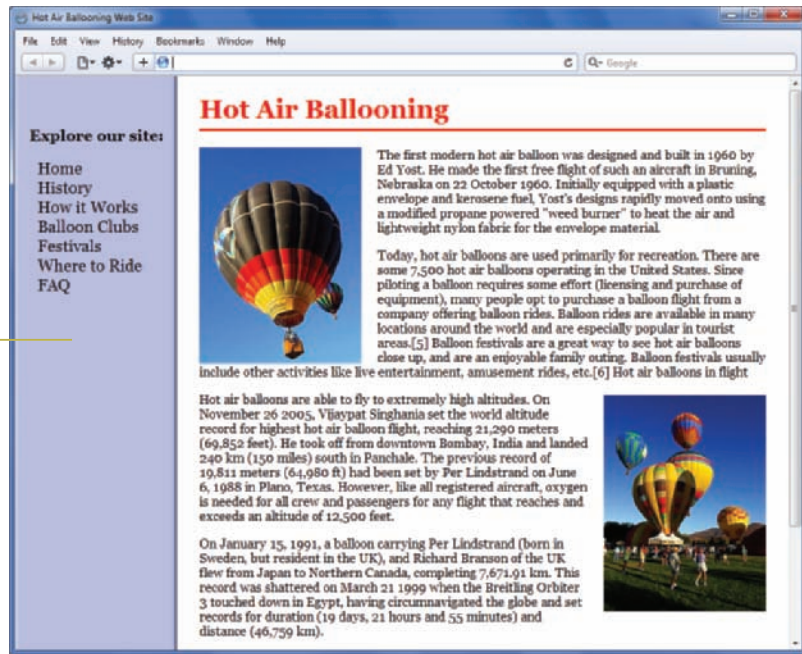 Hot Air Ballooning Web Site
File Edit View History Bookmarks Window Help
Google
Explore our site:
Home
History
How it Works
Balloon Clubs
Festivals
Where to Ride
FAQ
Hot Air Ballooning
The first modern hot air balloon was designed and built in 1960 by
Ed Yost. He made the first free flight of such an aircraft in Bruning,
Nebraska on 22 October 1960. Initially equipped with a plastic
envelope and kerosene fuel, Yost's designs rapidly moved onto using
a modified propane powered "weed burner" to heat the air and
lightweight nylon fabric for the envelope material.
Today, hot air balloons are used primarily for recreation. There are
some 7,500 hot air balloons operating in the United States. Since
piloting a balloon requires some effort (licensing and purchase of
equipment), many people opt to purchase a balloon flight from a
company offering balloon rides. Balloon rides are available in many
locations around the world and are especially popular in tourist
areas.[5] Balloon festivals are a great way to see hot air balloons
close up, and are an enjoyable family outing. Balloon festivals usually
include other activities like live entertainment, amusement rides, etc.[6] Hot air balloons in flight
Hot air balloons are able to fly to extremely high altitudes. On
November 26 2005, Vijaypat Singhania set the world altitude
record for highest hot air balloon flight, reaching 21,290 meters
(69,852 feet). He took off from downtown Bombay, India and landed
240 km (150 miles) south in Panchale. The previous record of
19,811 meters (64,980 ft) had been set by Per Lindstrand on June
6, 1988 in Plano, Texas. However, like all registered aircraft, oxygen
is needed for all crew and passengers for any flight that reaches and
exceeds an altitude of 12,500 feet.
On January 15, 1991, a balloon carrying Per Lindstrand (born in
Sweden, but resident in the UK), and Richard Branson of the UK
flew from Japan to Northern Canada, completing 7,671.91 km. This
record was shattered on March 21 1999 when the Breitling Orbiter
3 touched down in Egypt, having circumnavigated the globe and set
records for duration (19 days, 21 hours and 55 minutes) and
distance (46,759 km).